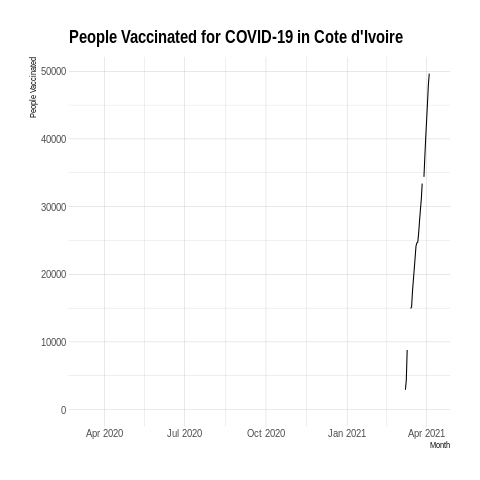 People Vaccinated for COVID-19 in Cote d'Ivoire
People Vaccinated
50000
40000
30000
20000
10000
0
Apr 2020 Jul 2020 Oct 2020 Jan 2021 Apr 2021
Month